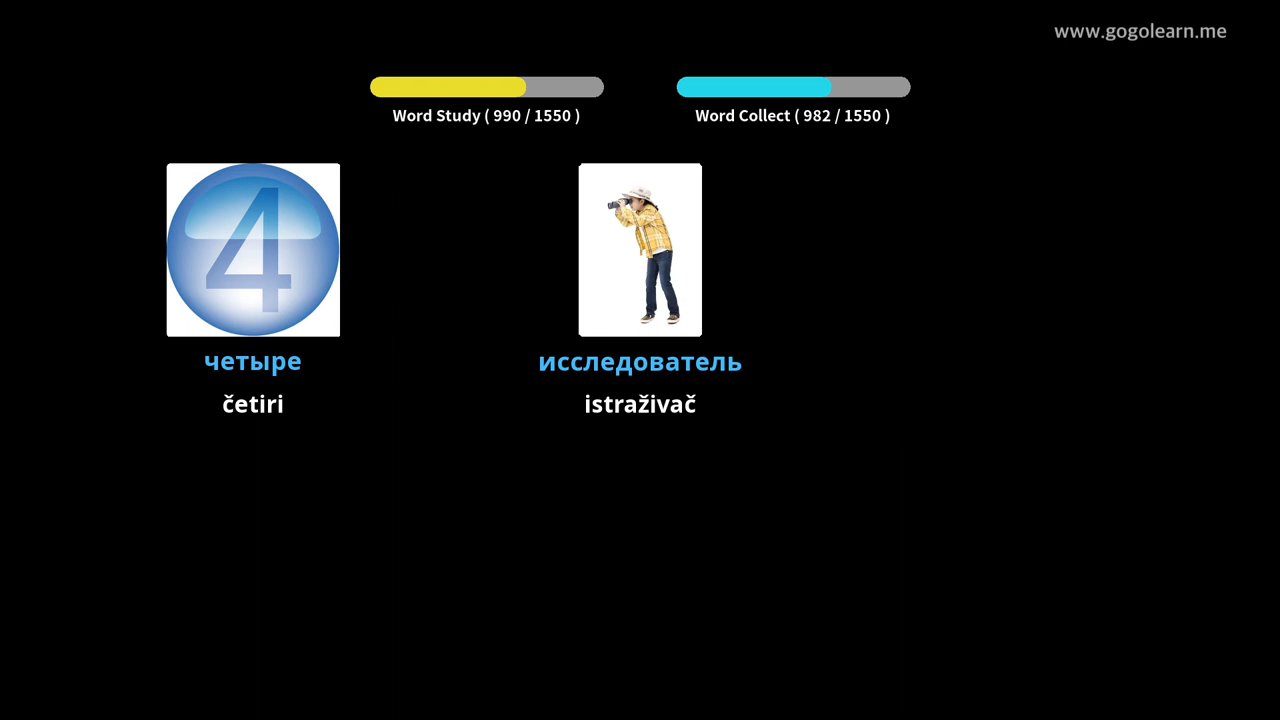 www.gogolearn.me
Word Study ( 990 / 1550 )
Word Collect ( 982 / 1550 )
4
четыре
četiri
исследователь
istraživač